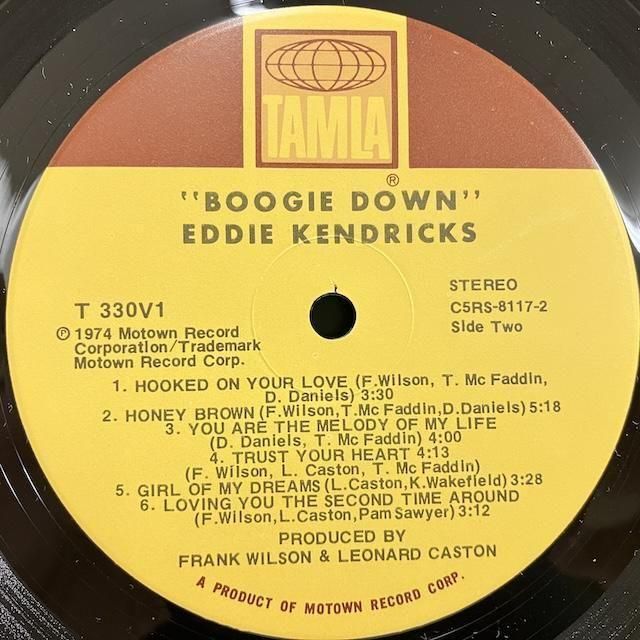 TAMLA
®
"BOOGIE DOWN"
EDDIE KENDRICKS
T 330V1
℗ 1974 Motown Record
Corporation/Trademark
Motown Record Corp.
STEREO
C5RS-8117-2
Side Two
1. HOOKED ON YOUR LOVE (F.Wilson, T. Mc Faddin,
D. Daniels) 3:30
2. HONEY BROWN (F.Wilson,T.Mc Faddin,D.Daniels) 5:18
3. YOU ARE THE MELODY OF MY LIFE
(D. Daniels, T. Mc Faddin) 4:00
4. TRUST YOUR HEART 4:13
(F. Wilson, L. Caston, T. Mc Faddin)
5. GIRL OF MY DREAMS (L.Caston,K.Wakefield) 3:28
6. LOVING YOU THE SECOND TIME AROUND
(F.Wilson,L.Caston,Pam Sawyer) 3:12
PRODUCED BY
FRANK WILSON & LEONARD CASTON
A PRODUCT OF MOTOWN RECORD CORP.